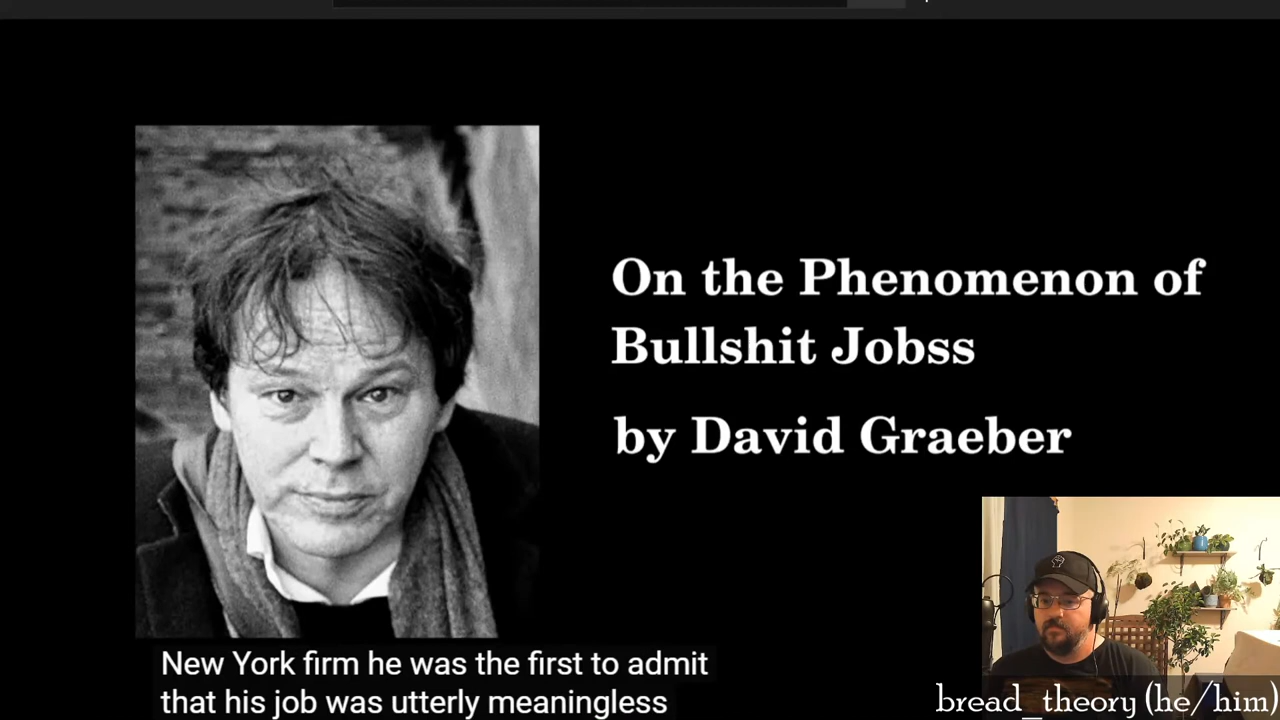 On the Phenomenon of
Bullshit Jobss
by David Graeber
New York firm he was the first to admit
that his job was utterly meaningless
bread_theory (he/him)